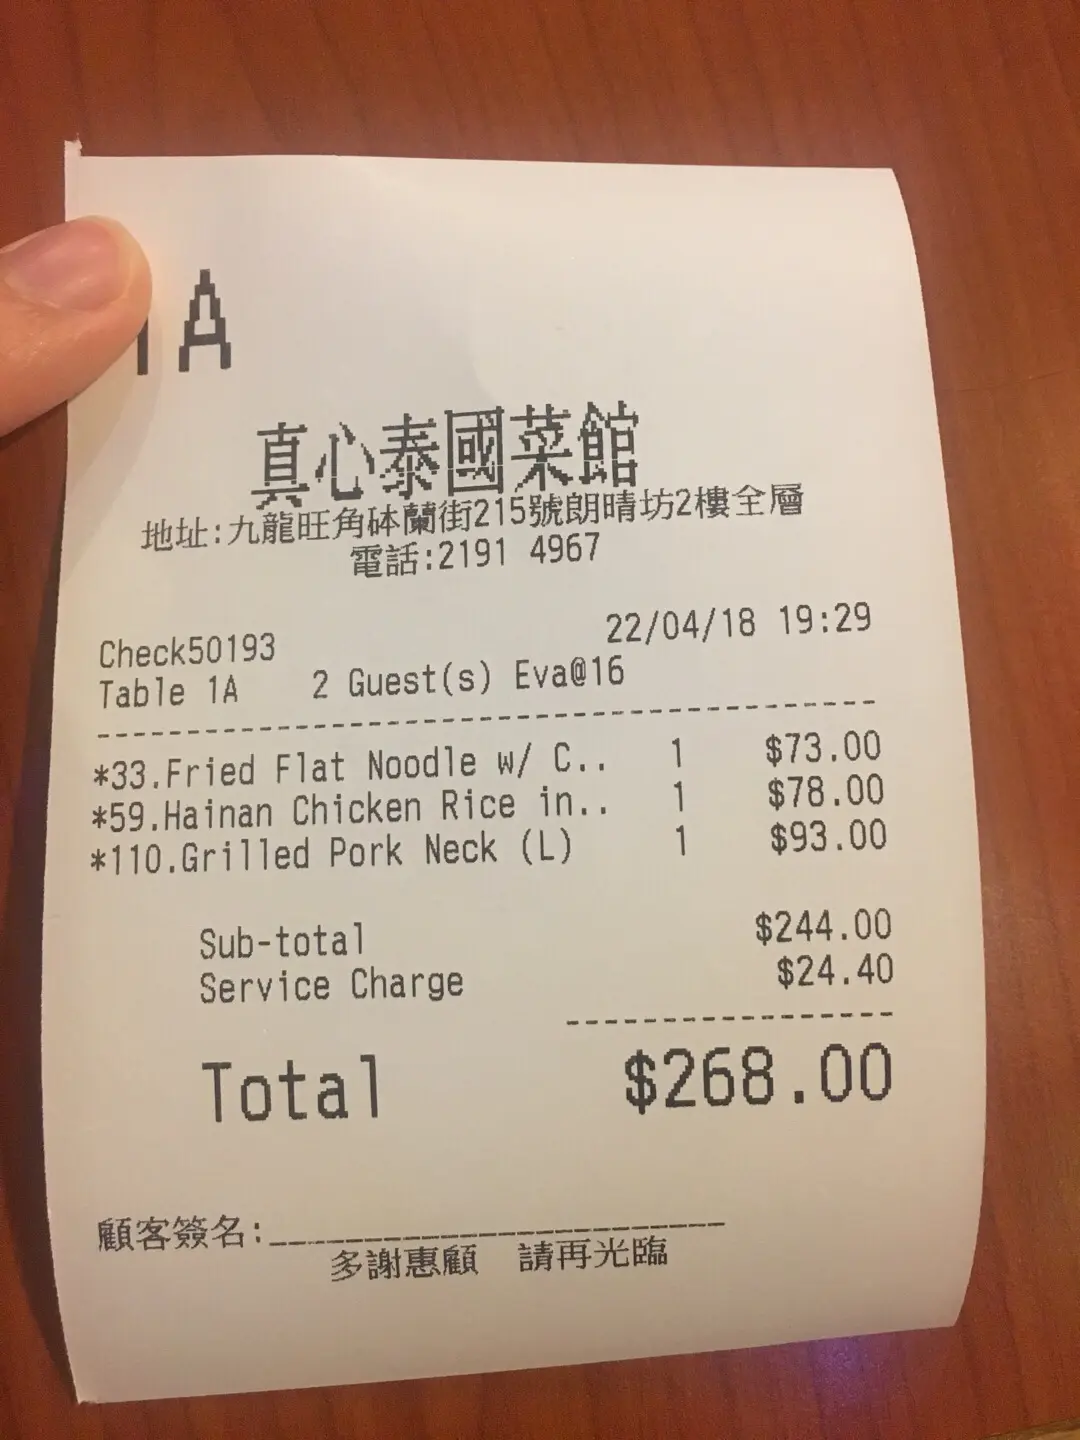 1A
真心泰國菜館
地址:九龍旺角砵蘭街215號朗晴坊2樓全層
電話:2191 4967
Check50193 22/04/18 19:29
Table 1A 2 Guest(s) Eva@16
*33.Fried Flat Noodle w/ C.. 1 $73.00
*59.Hainan Chicken Rice in.. 1 $78.00
*110.Grilled Pork Neck (L) 1 $93.00
Sub-total $244.00
Service Charge $24.40
Total $268.00
顧客簽名:
多謝惠顧 請再光臨